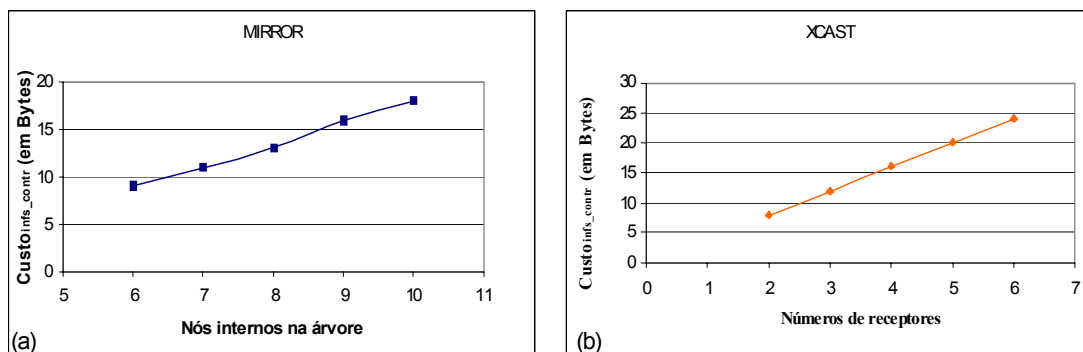 MIRROR
Custoinfs_contr (em Bytes)
20
15
10
5
0
5 6 7 8 9 10 11
Nós internos na árvore
(a)
XCAST
Custoinfs_contr (em Bytes)
30
25
20
15
10
5
0
0 1 2 3 4 5 6 7
Números de receptores
(b)